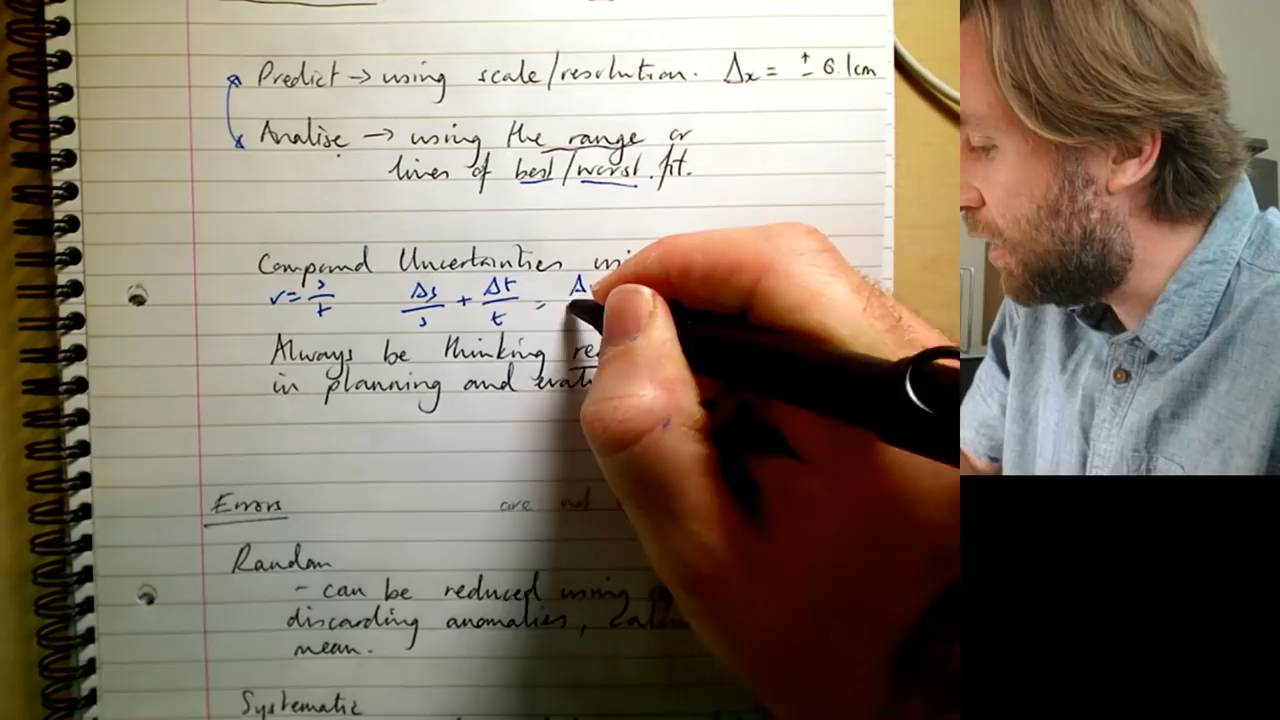 Predict → using scale/resolution. Δx = ± 0.1cm
Analise → using the range or
lines of best/worst fit.
Compound Uncertainties
v = s/t Δs/s + Δt/t = Δ
Always be thinking
in planning and
Errors are not
Random
- can be reduced using
discarding anomalies,
mean.
Systematic